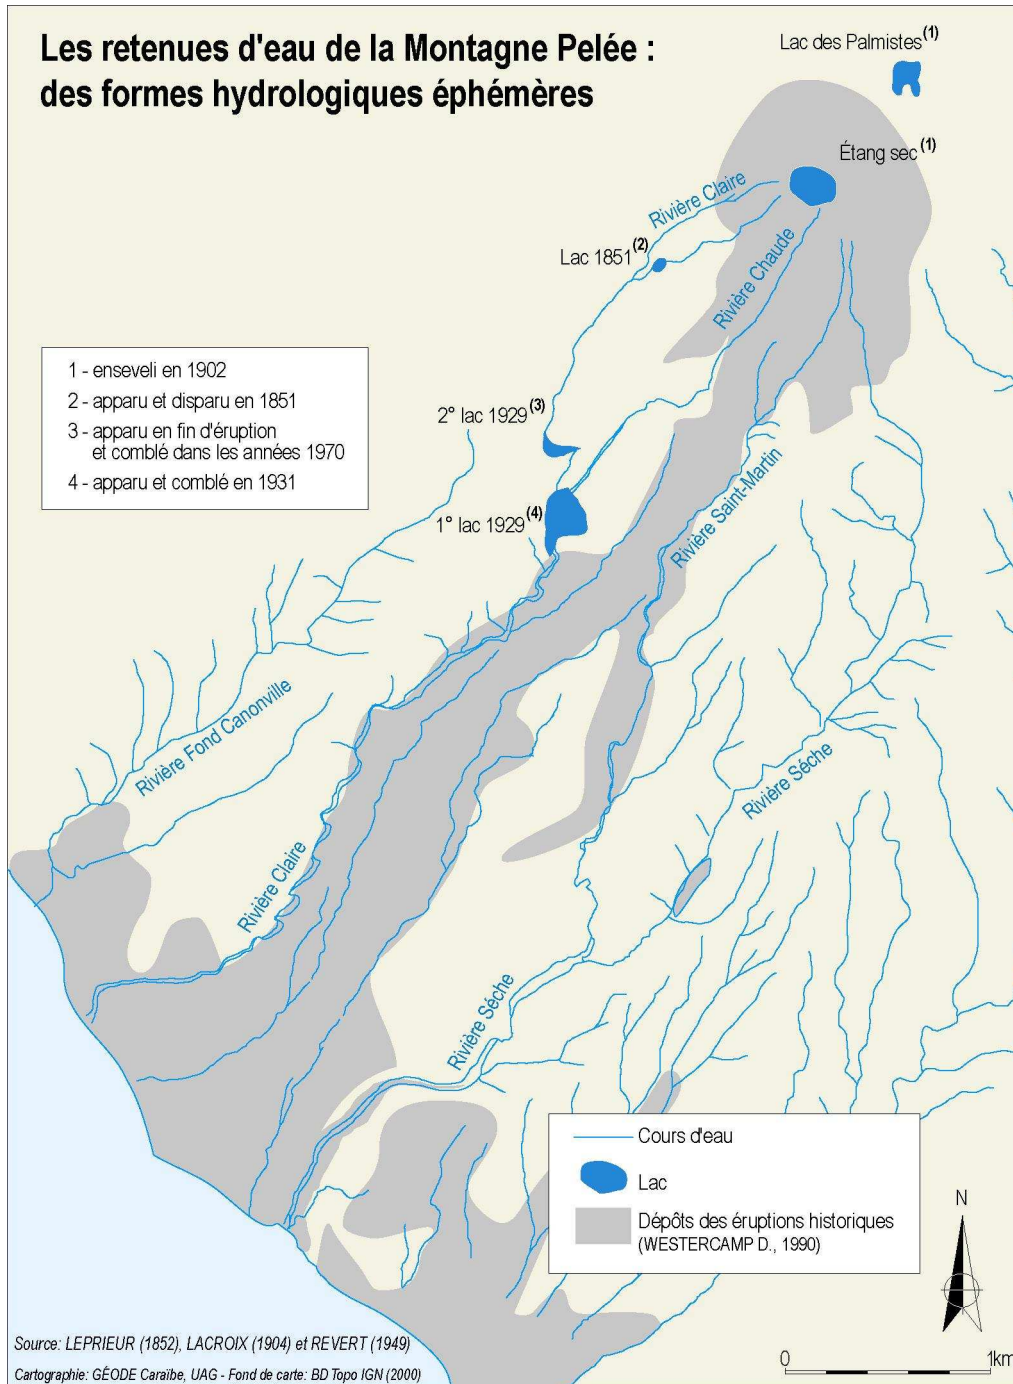 Les retenues d'eau de la Montagne Pelée :
des formes hydrologiques éphémères
Lac des Palmistes(1)
Étang sec(1)
Rivière Claire
Lac 1851(2)
Rivière Chaude
1 - enseveli en 1902
2 - apparu et disparu en 1851
3 - apparu en fin d'éruption
et comblé dans les années 1970
4 - apparu et comblé en 1931
2° lac 1929(3)
1° lac 1929(4)
Rivière Saint-Martin
Rivière Fond Canonville
Rivière Séche
Rivière Claire
Rivière Séche
Cours d'eau
Lac
Dépôts des éruptions historiques
(WESTERCAMP D., 1990)
N
Source: LEPRIEUR (1852), LACROIX (1904) et REVERT (1949)
Cartographie: GÉODE Caraïbe, UAG - Fond de carte: BD Topo IGN (2000)
0 1km